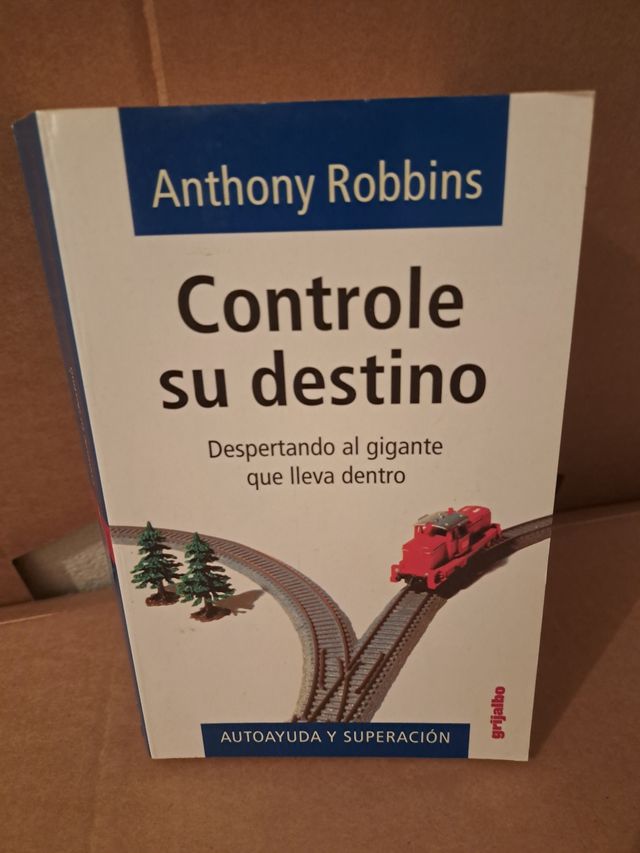 Anthony Robbins
Controle
su destino
Despertando al gigante
que lleva dentro
AUTOAYUDA Y SUPERACIÓN
grijalbo